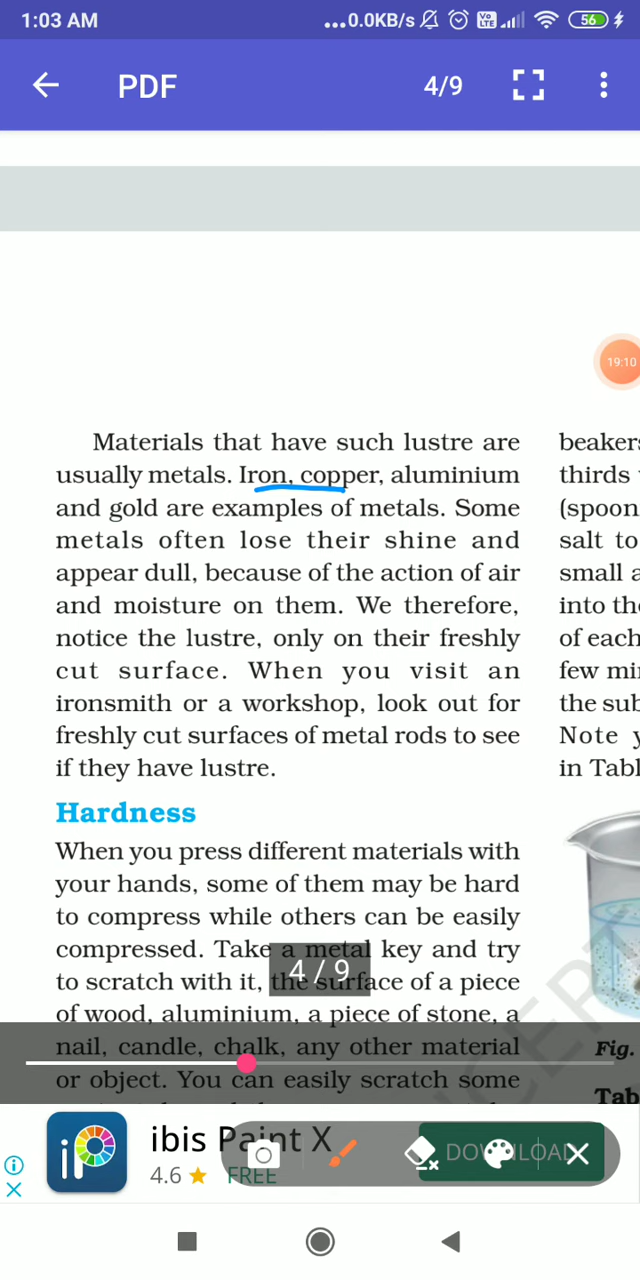 1:03 AM
...0.0KB/s
Vo LTE
56
PDF
4/9
19:10
Materials that have such lustre are
usually metals. Iron, copper, aluminium
and gold are examples of metals. Some
metals often lose their shine and
appear dull, because of the action of air
and moisture on them. We therefore,
notice the lustre, only on their freshly
cut surface. When you visit an
ironsmith or a workshop, look out for
freshly cut surfaces of metal rods to see
if they have lustre.
Hardness
When you press different materials with
your hands, some of them may be hard
to compress while others can be easily
compressed. Take a metal key and try
to scratch with it, the surface of a piece
of wood, aluminium, a piece of stone, a
nail, candle, chalk, any other material
or object. You can easily scratch some
4 / 9
beakers
thirds
(spoon
salt to
small a
into the
of each
few mi
the sub
Note y
in Tabl
Fig.
Tab
ibis Paint X
4.6 ★ FREE
DOWNLOAD